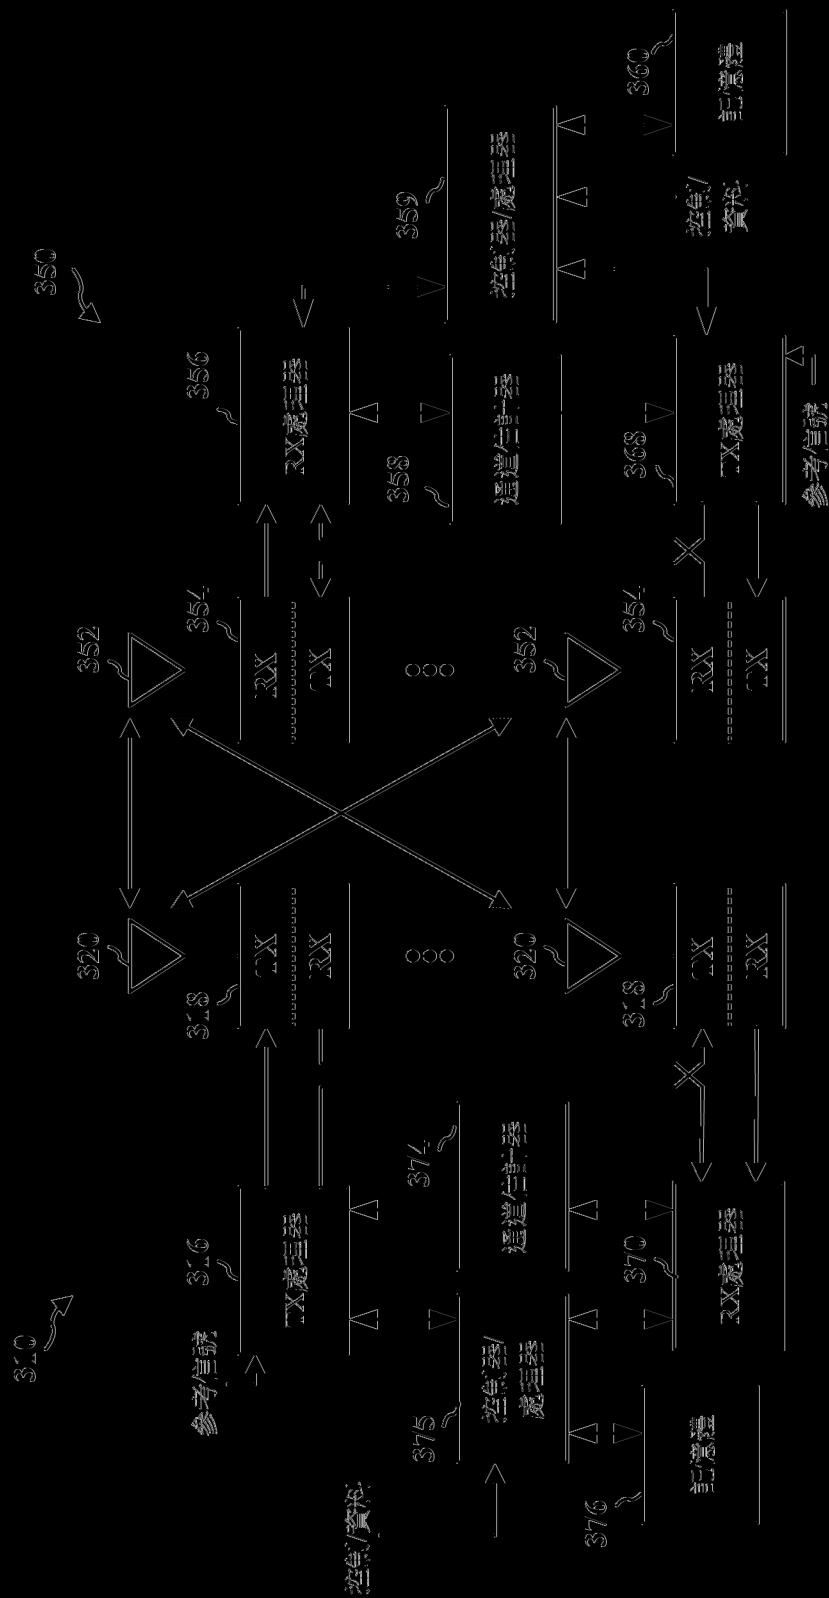 310
350
320
352
318
TX
RX
354
RX
TX
參考信號
316
TX處理器
356
RX處理器
控制/資料
375
控制器/
處理器
374
通道估計器
358
通道估計器
359
控制器/處理器
320
352
376
記憶體
370
RX處理器
318
TX
RX
354
RX
TX
368
TX處理器
參考信號
控制/
資料
360
記憶體